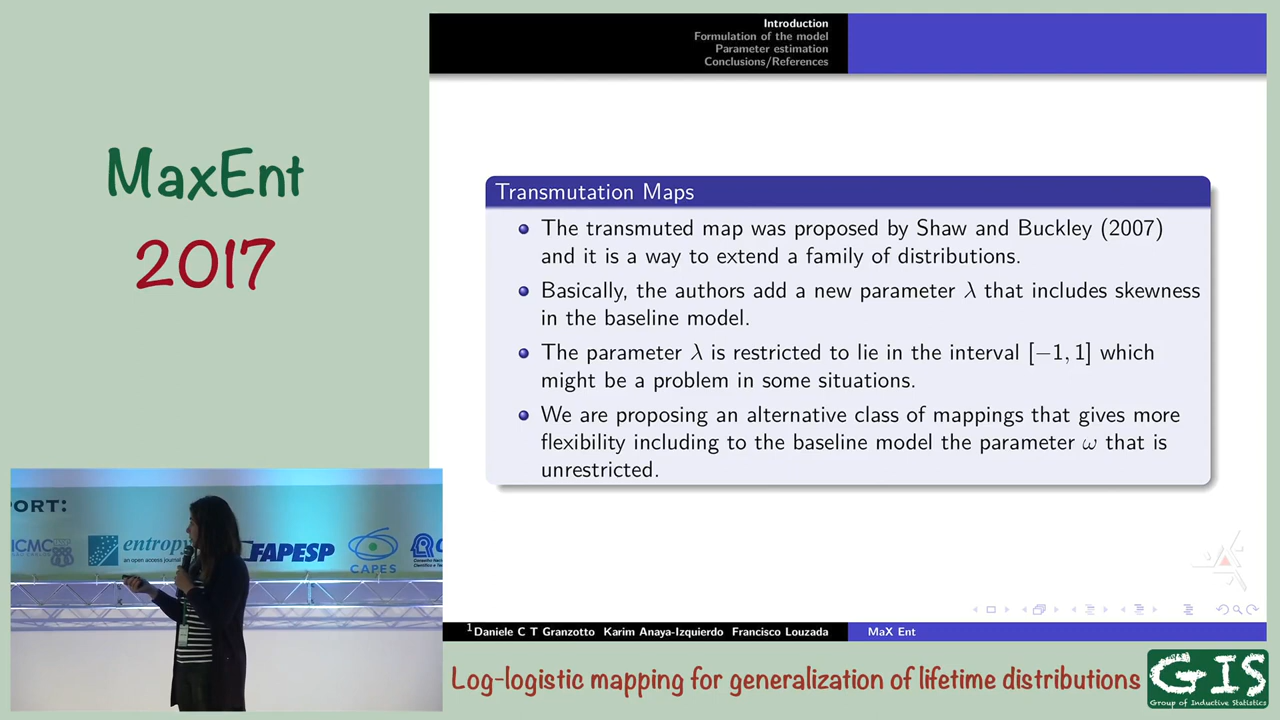 MaxEnt
2017
Introduction
Formulation of the model
Parameter estimation
Conclusions/References
Transmutation Maps
The transmuted map was proposed by Shaw and Buckley (2007)
and it is a way to extend a family of distributions.
Basically, the authors add a new parameter λ that includes skewness
in the baseline model.
The parameter λ is restricted to lie in the interval [−1, 1] which
might be a problem in some situations.
We are proposing an alternative class of mappings that gives more
flexibility including to the baseline model the parameter ω that is
unrestricted.
PORT:
ICMC
entropy
an open access journal
FAPESP
CAPES
1Daniele C T Granzotto Karim Anaya-Izquierdo Francisco Louzada
MaX Ent
Log-logistic mapping for generalization of lifetime distributions
GIS
Group of Inductive Statistics